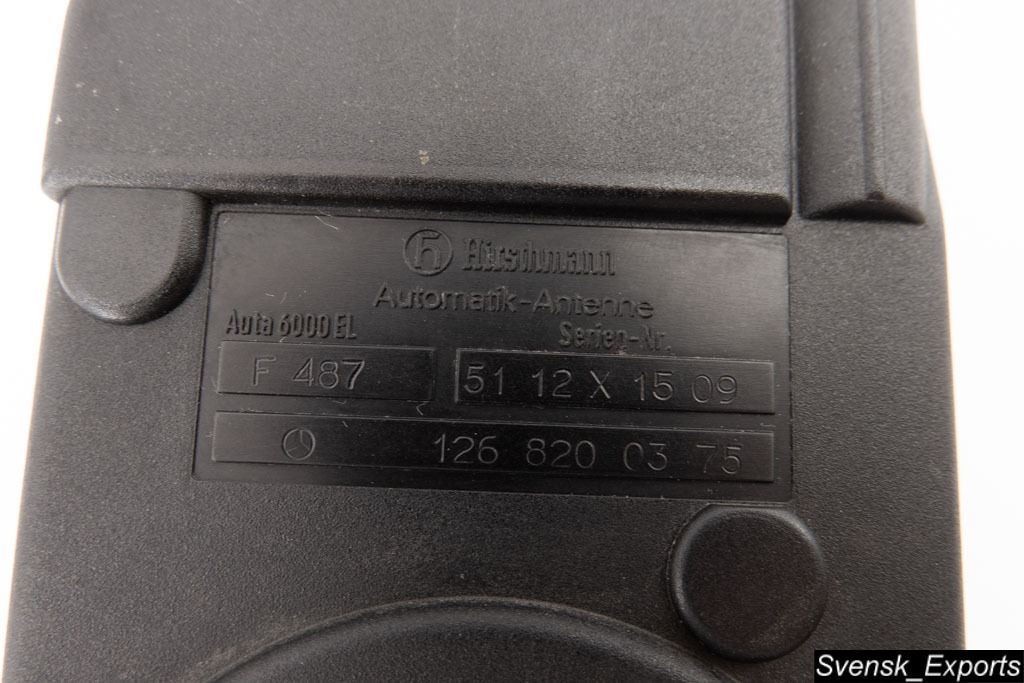 Hirschmann
Automatik-Antenne
Auta 6000 EL
Serien-Nr.
F 487
51 12 X 15 09
126 820 03 75
Svensk_Exports